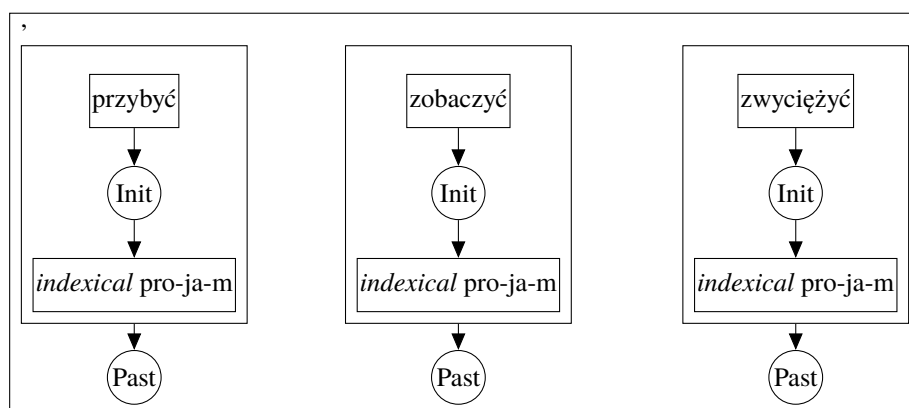 ,
przybyć zobaczyć zwyciężyć
Init Init Init
indexical pro-ja-m indexical pro-ja-m indexical pro-ja-m
Past Past Past